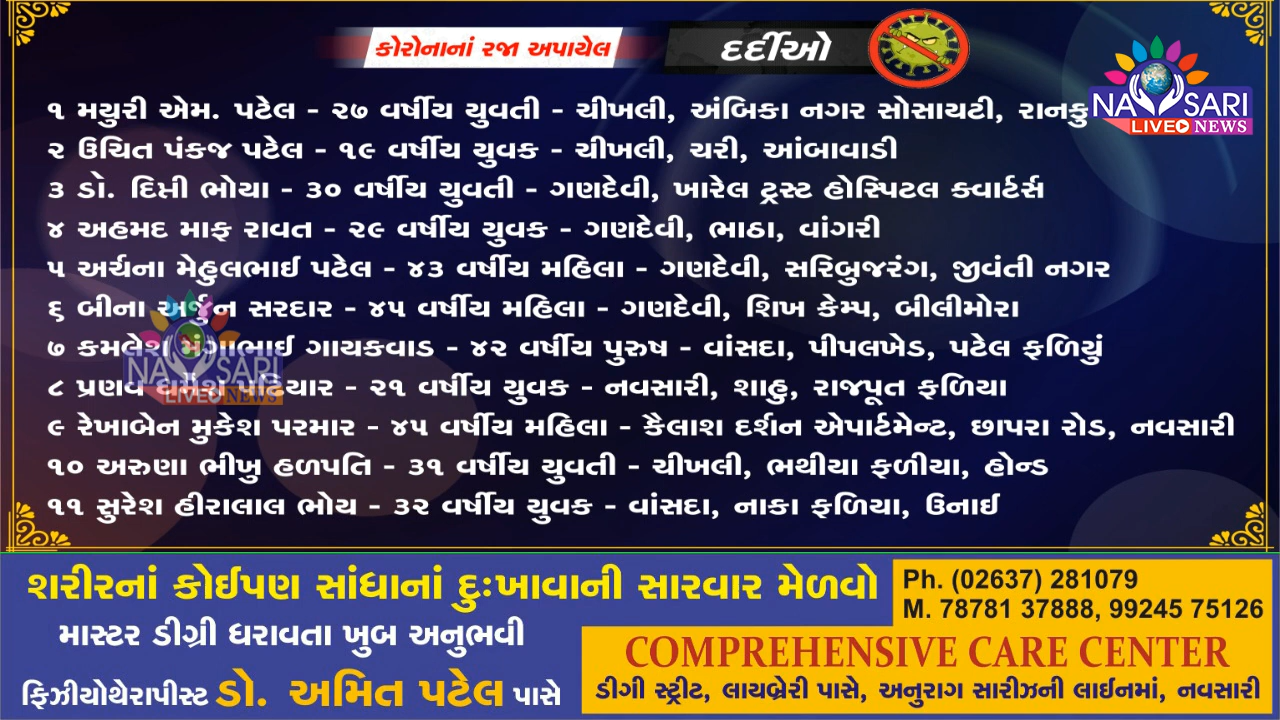 કોરોનાનાં રજા અપાયેલ દર્દીઓ
NAVSARI
LIVE NEWS
૧ મયુરી એમ. પટેલ - ૨૭ વર્ષીય યુવતી - ચીખલી, અંબિકા નગર સોસાયટી, રાનકુ
૨ ઉચિત પંકજ પટેલ - ૧૯ વર્ષીય યુવક - ચીખલી, ચરી, આંબાવાડી
૩ ડૉ. દિપ્તી ભોયા - ૩૦ વર્ષીય યુવતી - ગણદેવી, ખારેલ ટ્રસ્ટ હોસ્પિટલ ક્વાર્ટર્સ
૪ અહમદ માફ રાવત - ૨૯ વર્ષીય યુવક - ગણદેવી, ભાઠા, વાંગરી
૫ અર્ચના મેહુલભાઈ પટેલ - ૪૩ વર્ષીય મહિલા - ગણદેવી, સરિબુજરંગ, જીવંતી નગર
૬ બીના અર્જુન સરદાર - ૪૫ વર્ષીય મહિલા - ગણદેવી, શિખ કેમ્પ, બીલીમોરા
૭ કમલેશ મંગાભાઈ ગાયકવાડ - ૪૨ વર્ષીય પુરુષ - વાંસદા, પીપલખેડ, પટેલ ફળિયું
૮ પ્રણવ - ૨૧ વર્ષીય યુવક - નવસારી, શાહુ, રાજપૂત ફળિયા
NAVSARI
LIVE NEWS
૯ રેખાબેન મુકેશ પરમાર - ૪૫ વર્ષીય મહિલા - કૈલાશ દર્શન એપાર્ટમેન્ટ, છાપરા રોડ, નવસારી
૧૦ અરુણા ભીખુ હળપતિ - ૩૧ વર્ષીય યુવતી - ચીખલી, ભથીયા ફળીયા, હોન્ડ
૧૧ સુરેશ હીરાલાલ ભોય - ૩૨ વર્ષીય યુવક - વાંસદા, નાકા ફળિયા, ઉનાઈ
શરીરનાં કોઈપણ સાંધાનાં દુઃખાવાની સારવાર મેળવો
માસ્ટર ડીગ્રી ધરાવતા ખુબ અનુભવી
ફિઝીયોથેરાપીસ્ટ ડો. અમિત પટેલ પાસે
Ph. (02637) 281079
M. 78781 37888, 99245 75126
COMPREHENSIVE CARE CENTER
ડીગી સ્ટ્રીટ, લાયબ્રેરી પાસે, અનુરાગ સારીઝની લાઈનમાં, નવસારી